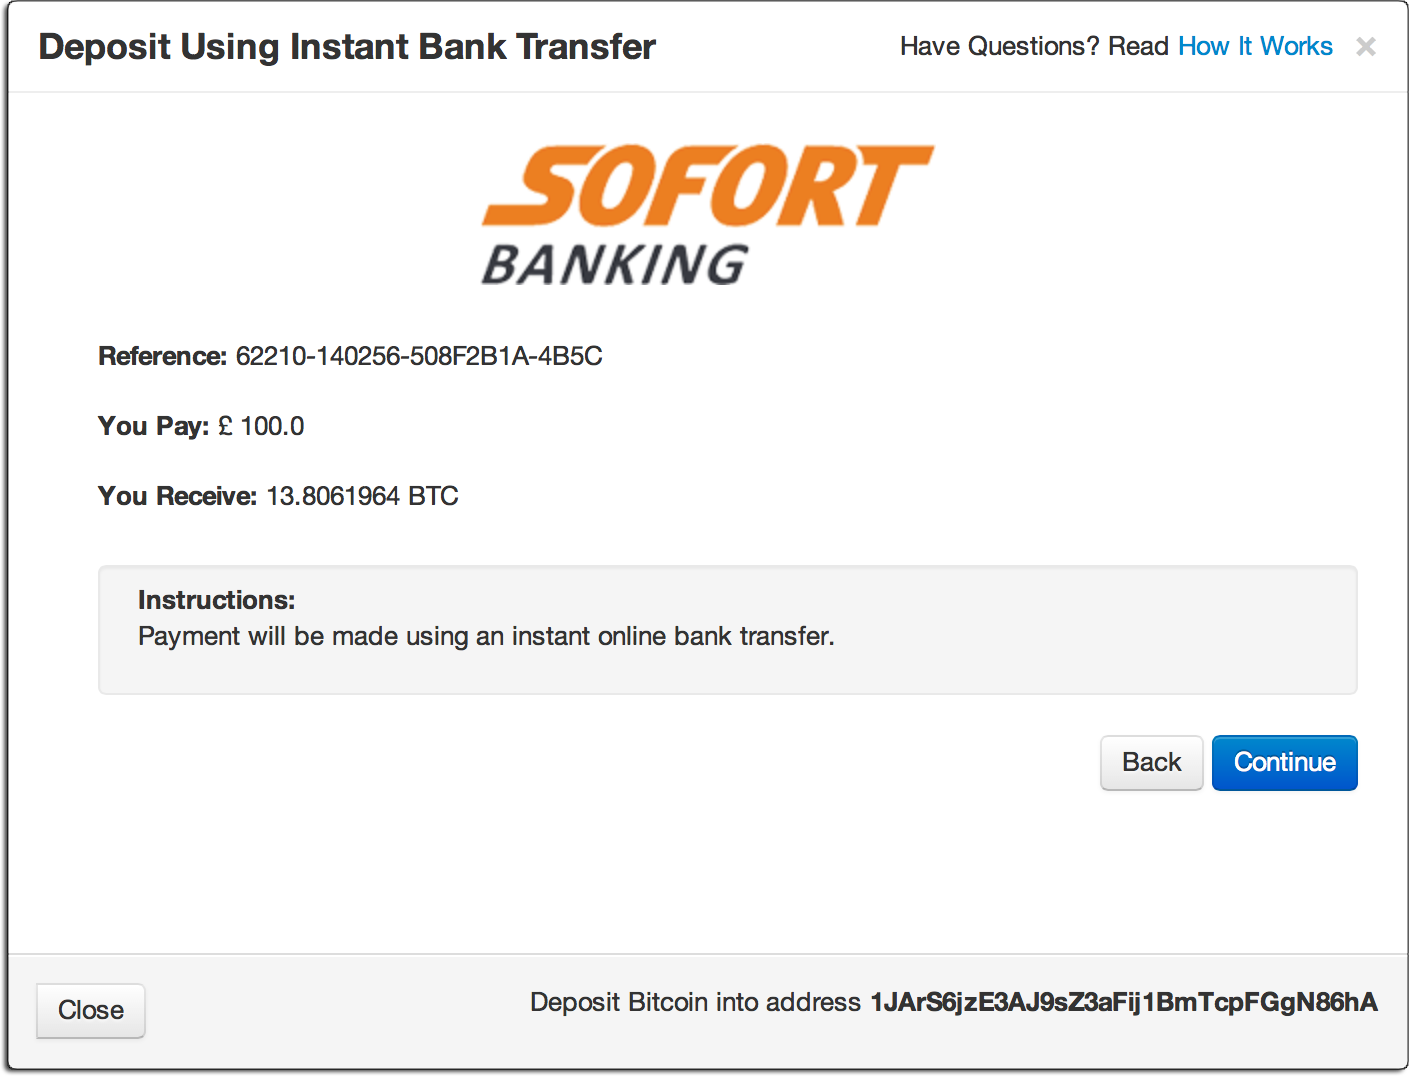 Deposit Using Instant Bank Transfer
Have Questions? Read How It Works ×
SOFORT
BANKING
Reference: 62210-140256-508F2B1A-4B5C
You Pay: £ 100.0
You Receive: 13.8061964 BTC
Instructions:
Payment will be made using an instant online bank transfer.
Back
Continue
Close
Deposit Bitcoin into address 1JArS6jzE3AJ9sZ3aFij1BmTcpFGgN86hA